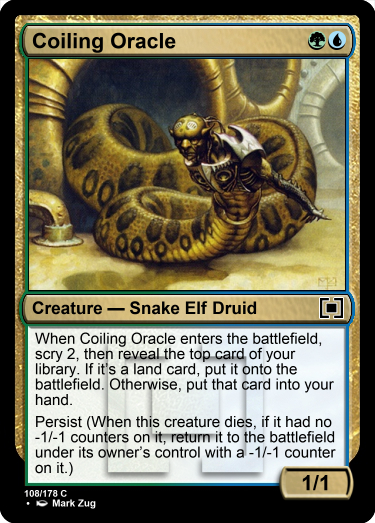 Coiling Oracle
Creature — Snake Elf Druid
When Coiling Oracle enters the battlefield,
scry 2, then reveal the top card of your
library. If it's a land card, put it onto the
battlefield. Otherwise, put that card into your
hand.
Persist (When this creature dies, if it had no
-1/-1 counters on it, return it to the battlefield
under its owner's control with a -1/-1 counter
on it.)
1/1
108/178 C
• Mark Zug